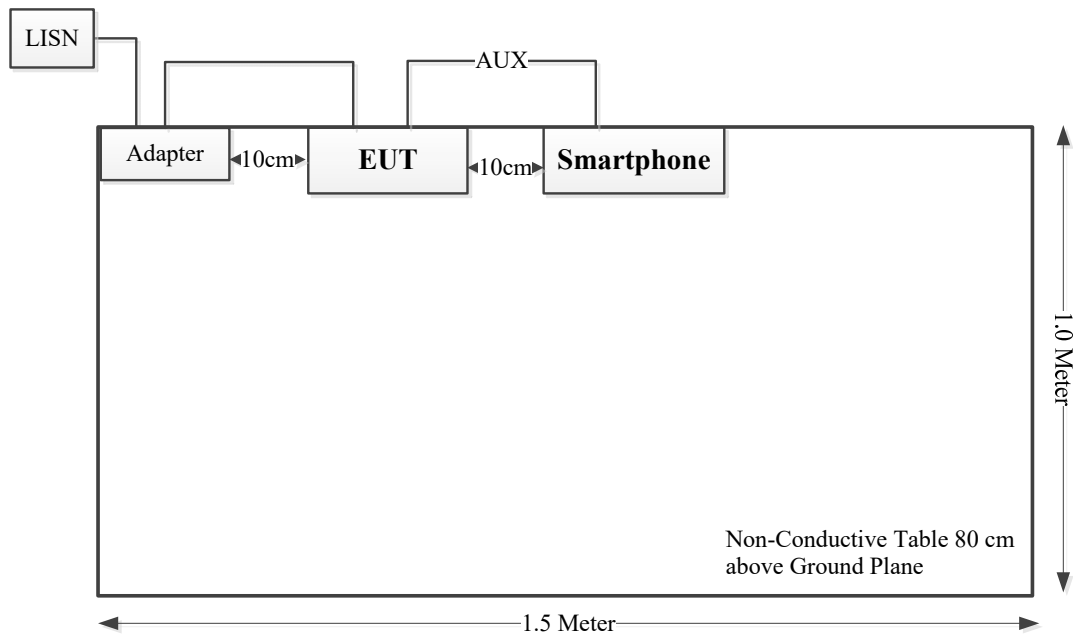 LISN
AUX
Adapter
10cm
EUT
10cm
Smartphone
1.0 Meter
Non-Conductive Table 80 cm
above Ground Plane
1.5 Meter